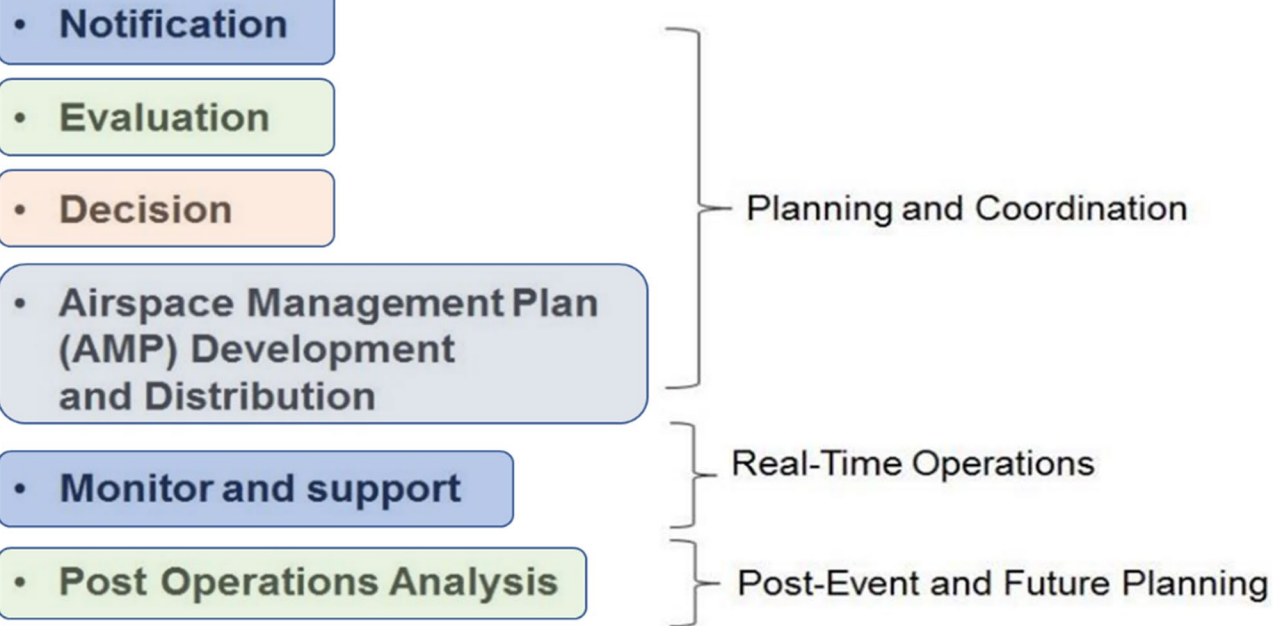 • Notification
• Evaluation
• Decision
• Airspace Management Plan
(AMP) Development
and Distribution
Planning and Coordination
• Monitor and support
Real-Time Operations
• Post Operations Analysis
Post-Event and Future Planning